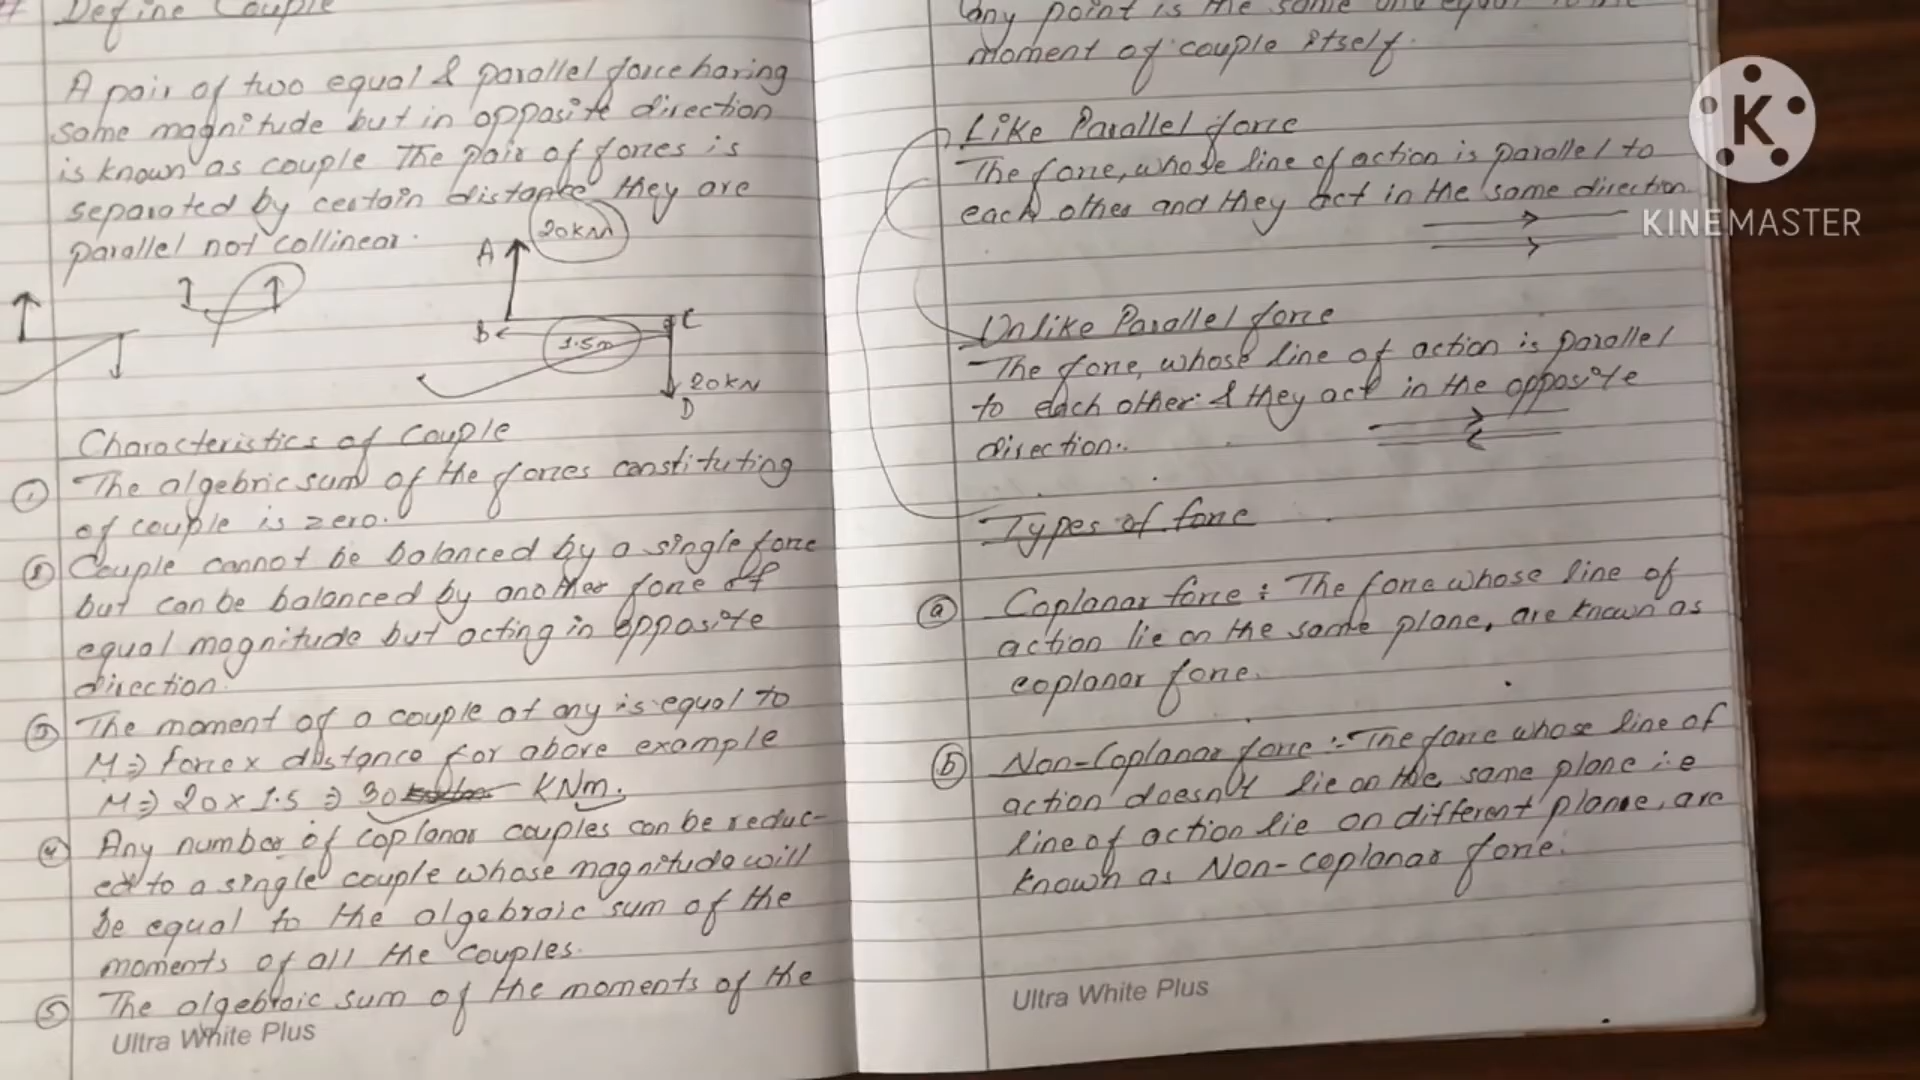 Define Couple
A pair of two equal & parallel force having
same magnitude but in opposite direction
is known as couple The pair of forces is
separated by certain distance they are
parallel not collinear.
A
20KN
B
1.5m
C
20KN
D
Characteristics of Couple
① The algebric sum of the forces constituting
of couple is zero.
② Couple cannot be balanced by a single force
but can be balanced by another force of
equal magnitude but acting in opposite
direction.
③ The moment of a couple at any is equal to
M ⇒ force x distance for above example
M ⇒ 20 x 1.5 ⇒ 30 KNm.
④ Any number of coplanar couples can be reduc-
ed to a single couple whose magnitude will
be equal to the algebraic sum of the
moments of all the couples.
⑤ The algebraic sum of the moments of the
Ultra White Plus
any point is the same and equal to the
moment of couple itself.
Like Parallel force
- The force, whose line of action is parallel to
each other and they act in the same direction
Unlike Parallel force
- The force, whose line of action is parallel
to each other & they act in the opposite
direction.
Types of force
ⓐ Coplanar force : The force whose line of
action lie on the same plane, are known as
coplanar force.
ⓑ Non-Coplanar force :- The force whose line of
action doesn't lie on the same plane i.e
line of action lie on different plane, are
known as Non-coplanar force.
Ultra White Plus
K
KINEMASTER